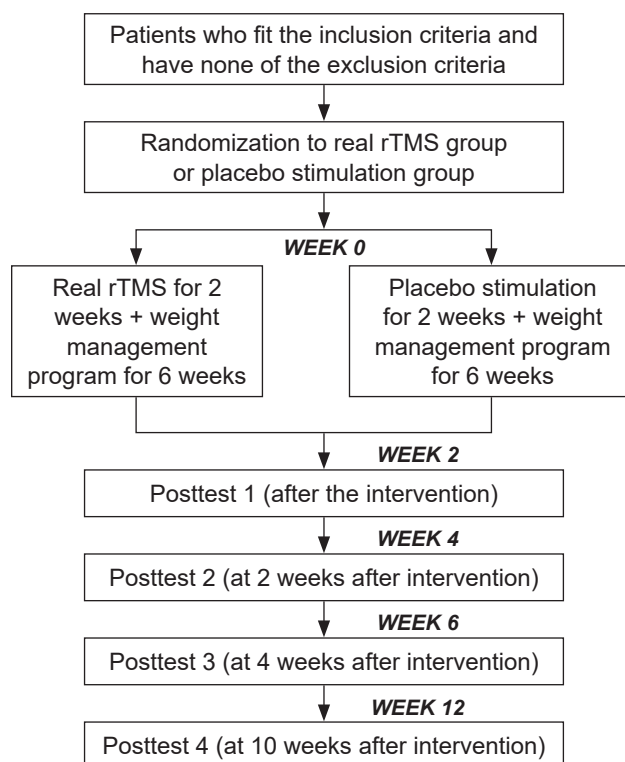 Patients who fit the inclusion criteria and
have none of the exclusion criteria
Randomization to real rTMS group
or placebo stimulation group
WEEK 0
Real rTMS for 2
weeks + weight
management
program for 6 weeks
Placebo stimulation
for 2 weeks + weight
management program
for 6 weeks
WEEK 2
Posttest 1 (after the intervention)
WEEK 4
Posttest 2 (at 2 weeks after intervention)
WEEK 6
Posttest 3 (at 4 weeks after intervention)
WEEK 12
Posttest 4 (at 10 weeks after intervention)